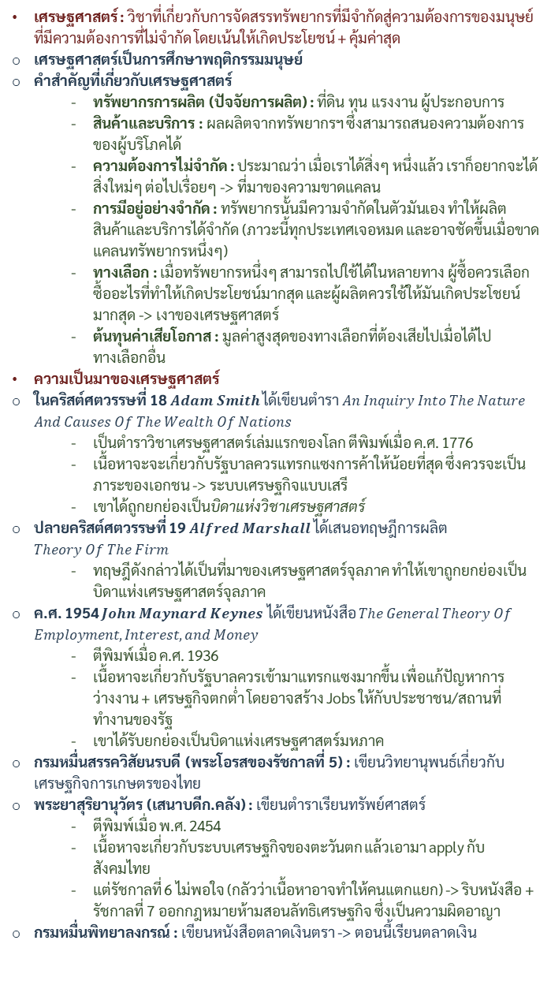 • เศรษฐศาสตร์ : วิชาที่เกี่ยวกับการจัดสรรทรัพยากรที่มีจำกัดสู่ความต้องการของมนุษย์
ที่มีความต้องการที่ไม่จำกัด โดยเน้นให้เกิดประโยชน์ + คุ้มค่าสุด
o เศรษฐศาสตร์เป็นการศึกษาพฤติกรรมมนุษย์
o คำสำคัญที่เกี่ยวกับเศรษฐศาสตร์
- ทรัพยากรการผลิต (ปัจจัยการผลิต) : ที่ดิน ทุน แรงงาน ผู้ประกอบการ
- สินค้าและบริการ : ผลผลิตจากทรัพยากรฯ ซึ่งสามารถสนองความต้องการ
ของผู้บริโภคได้
- ความต้องการไม่จำกัด : ประมาณว่า เมื่อเราได้สิ่งๆ หนึ่งแล้ว เราก็อยากจะได้
สิ่งใหม่ๆ ต่อไปเรื่อยๆ -> ที่มาของความขาดแคลน
- การมีอยู่อย่างจำกัด : ทรัพยากรนั้นมีความจำกัดในตัวมันเอง ทำให้ผลิต
สินค้าและบริการได้จำกัด (ภาวะนี้ทุกประเทศเจอหมด และอาจชัดขึ้นเมื่อขาด
แคลนทรัพยากรหนึ่งๆ)
- ทางเลือก : เมื่อทรัพยากรหนึ่งๆ สามารถไปใช้ได้ในหลายทาง ผู้ซื้อควรเลือก
ซื้ออะไรที่ทำให้เกิดประโยชน์มากสุด และผู้ผลิตควรใช้ให้มันเกิดประโชยน์
มากสุด -> เงาของเศรษฐศาสตร์
- ต้นทุนค่าเสียโอกาส : มูลค่าสูงสุดของทางเลือกที่ต้องเสียไปเมื่อได้ไป
ทางเลือกอื่น
• ความเป็นมาของเศรษฐศาสตร์
o ในคริสต์ศตวรรษที่ 18 Adam Smith ได้เขียนตำรา An Inquiry Into The Nature
And Causes Of The Wealth Of Nations
- เป็นตำราวิชาเศรษฐศาสตร์เล่มแรกของโลก ตีพิมพ์เมื่อ ค.ศ. 1776
- เนื้อหาจะจะเกี่ยวกับรัฐบาลควรแทรกแซงการค้าให้น้อยที่สุด ซึ่งควรจะเป็น
ภาระของเอกชน -> ระบบเศรษฐกิจแบบเสรี
- เขาได้ถูกยกย่องเป็นบิดาแห่งวิชาเศรษฐศาสตร์
o ปลายคริสต์ศตวรรษที่ 19 Alfred Marshall ได้เสนอทฤษฎีการผลิต
Theory Of The Firm
- ทฤษฎีดังกล่าวได้เป็นที่มาของเศรษฐศาสตร์จุลภาค ทำให้เขาถูกยกย่องเป็น
บิดาแห่งเศรษฐศาสตร์จุลภาค
o ค.ศ. 1954 John Maynard Keynes ได้เขียนหนังสือ The General Theory Of
Employment, Interest, and Money
- ตีพิมพ์เมื่อ ค.ศ. 1936
- เนื้อหาจะเกี่ยวกับรัฐบาลควรเข้ามาแทรกแซงมากขึ้น เพื่อแก้ปัญหาการ
ว่างงาน + เศรษฐกิจตกต่ำ โดยอาจสร้าง Jobs ให้กับประชาชน/สถานที่
ทำงานของรัฐ
- เขาได้รับยกย่องเป็นบิดาแห่งเศรษฐศาสตร์มหภาค
o กรมหมื่นสรรควิสัยนรบดี (พระโอรสของรัชกาลที่ 5) : เขียนวิทยานุพนธ์เกี่ยวกับ
เศรษฐกิจการเกษตรของไทย
o พระยาสุริยานุวัตร (เสนาบดีก.คลัง) : เขียนตำราเรียนทรัพย์ศาสตร์
- ตีพิมพ์เมื่อ พ.ศ. 2454
- เนื้อหาจะเกี่ยวกับระบบเศรษฐกิจของตะวันตก แล้วเอามา apply กับ
สังคมไทย
- แต่รัชกาลที่ 6 ไม่พอใจ (กลัวว่าเนื้อหาอาจทำให้คนแตกแยก) -> ริบหนังสือ +
รัชกาลที่ 7 ออกกฎหมายห้ามสอนลัทธิเศรษฐกิจ ซึ่งเป็นความผิดอาญา
o กรมหมื่นพิทยาลงกรณ์ : เขียนหนังสือตลาดเงินตรา -> ตอนนี้เรียนตลาดเงิน